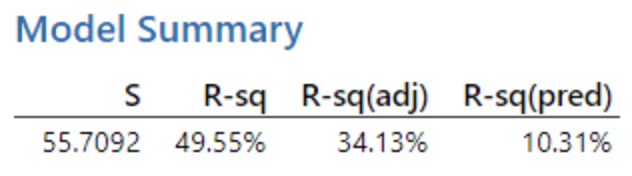 Model Summary
S R-sq R-sq(adj) R-sq(pred)
55.7092 49.55% 34.13% 10.31%